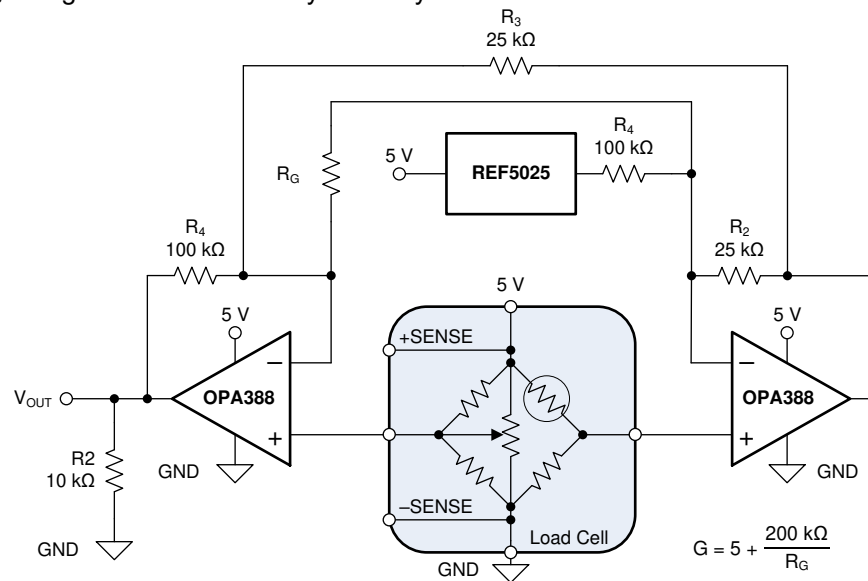 R3
25 kΩ
R4
100 kΩ
5 V
REF5025
RG
R4
100 kΩ
R2
25 kΩ
5 V
5 V
5 V
+SENSE
–
OPA388
–
OPA388
VOUT
+
+
R2
10 kΩ
GND
GND
–SENSE
Load Cell
GND
GND
G = 5 + 200 kΩ / RG